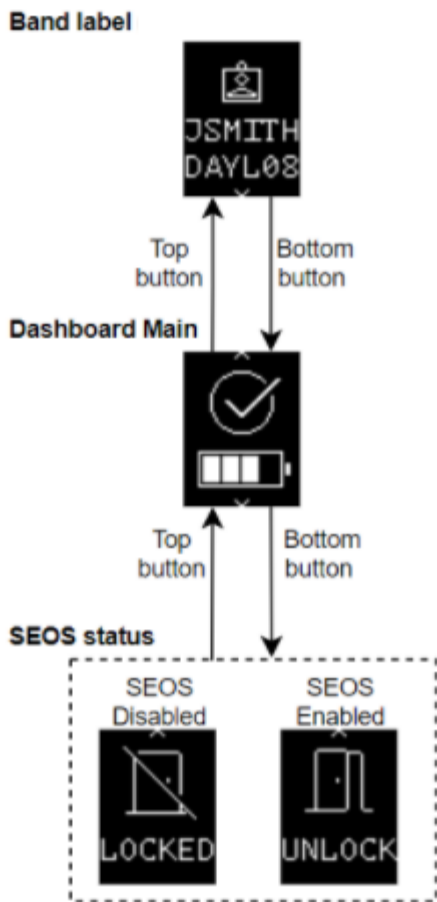 Band label
JSMITH
DAYL08
Top
button
Bottom
button
Dashboard Main
Top
button
Bottom
button
SEOS status
SEOS
Disabled
SEOS
Enabled
LOCKED
UNLOCK